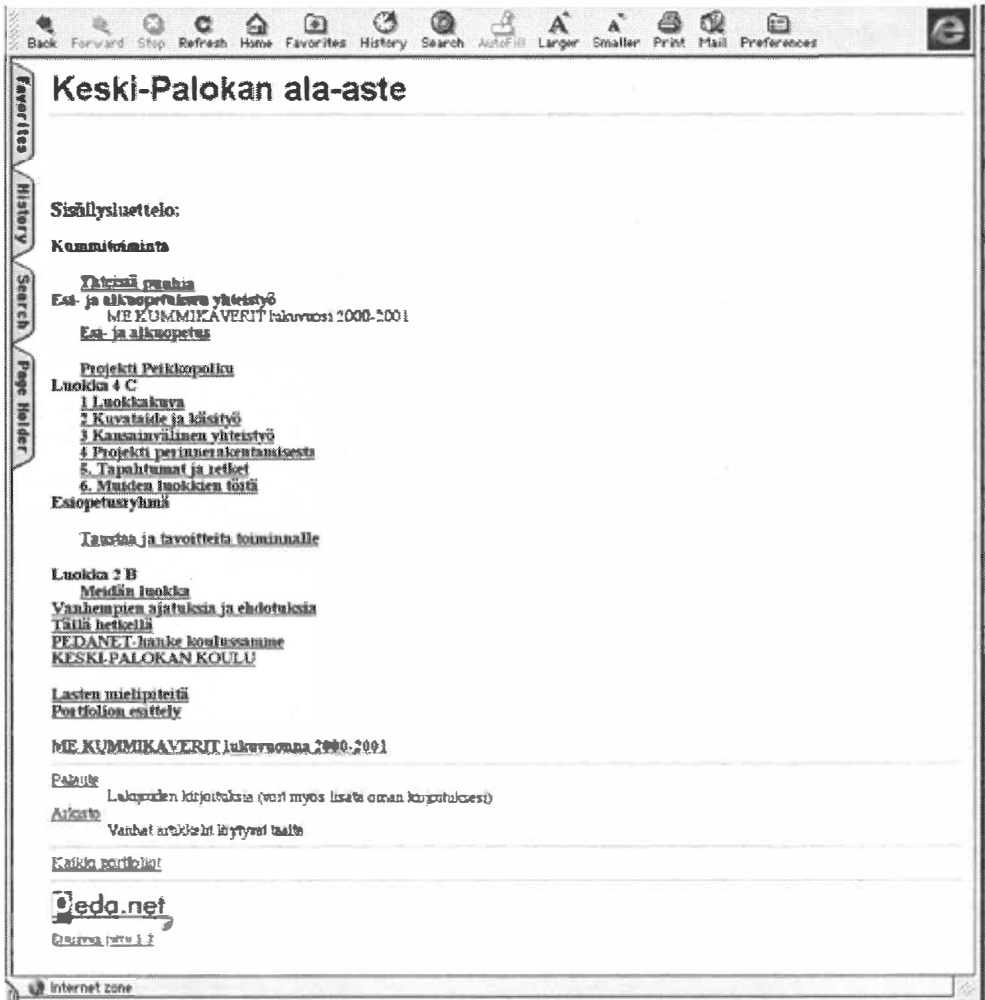 Back Forward Stop Refresh Home Favorites History Search AutoFill Larger Smaller Print Mail Preferences
Favorites
History
Search
Page Holder
Keski-Palokan ala-aste
Sisällysluettelo:
Kummitoiminta
Yhteisiä puuhia
Esi- ja alkuopetuksen yhteistyö
ME KUMMIKAVERIT lukuvuosi 2000-2001
Esi- ja alkuopetus
Projekti Peikkopolku
Luokka 4 C
1 Luokkakuva
2 Kuvataide ja käsityö
3 Kansainvälinen yhteistyö
4 Projekti perinnerakentamisesta
5. Tapahtumat ja retket
6. Muiden luokkien töitä
Esiopetusryhmä
Taustaa ja tavoitteita toiminnalle
Luokka 2 B
Meidän luokka
Vanhempien ajatuksia ja ehdotuksia
Tällä hetkellä
PEDANET-hanke koulussamme
KESKI-PALOKAN KOULU
Lasten mielipiteitä
Portfolion esittely
ME KUMMIKAVERIT lukuvuonna 2000-2001
Palaute
Lukijoiden kirjoituksia (voit myös lisätä oman kirjoituksesi)
Arkisto
Vanhat artikkelit löytyvät täältä
Kaikki portfoliot
Peda.net
Internet zone